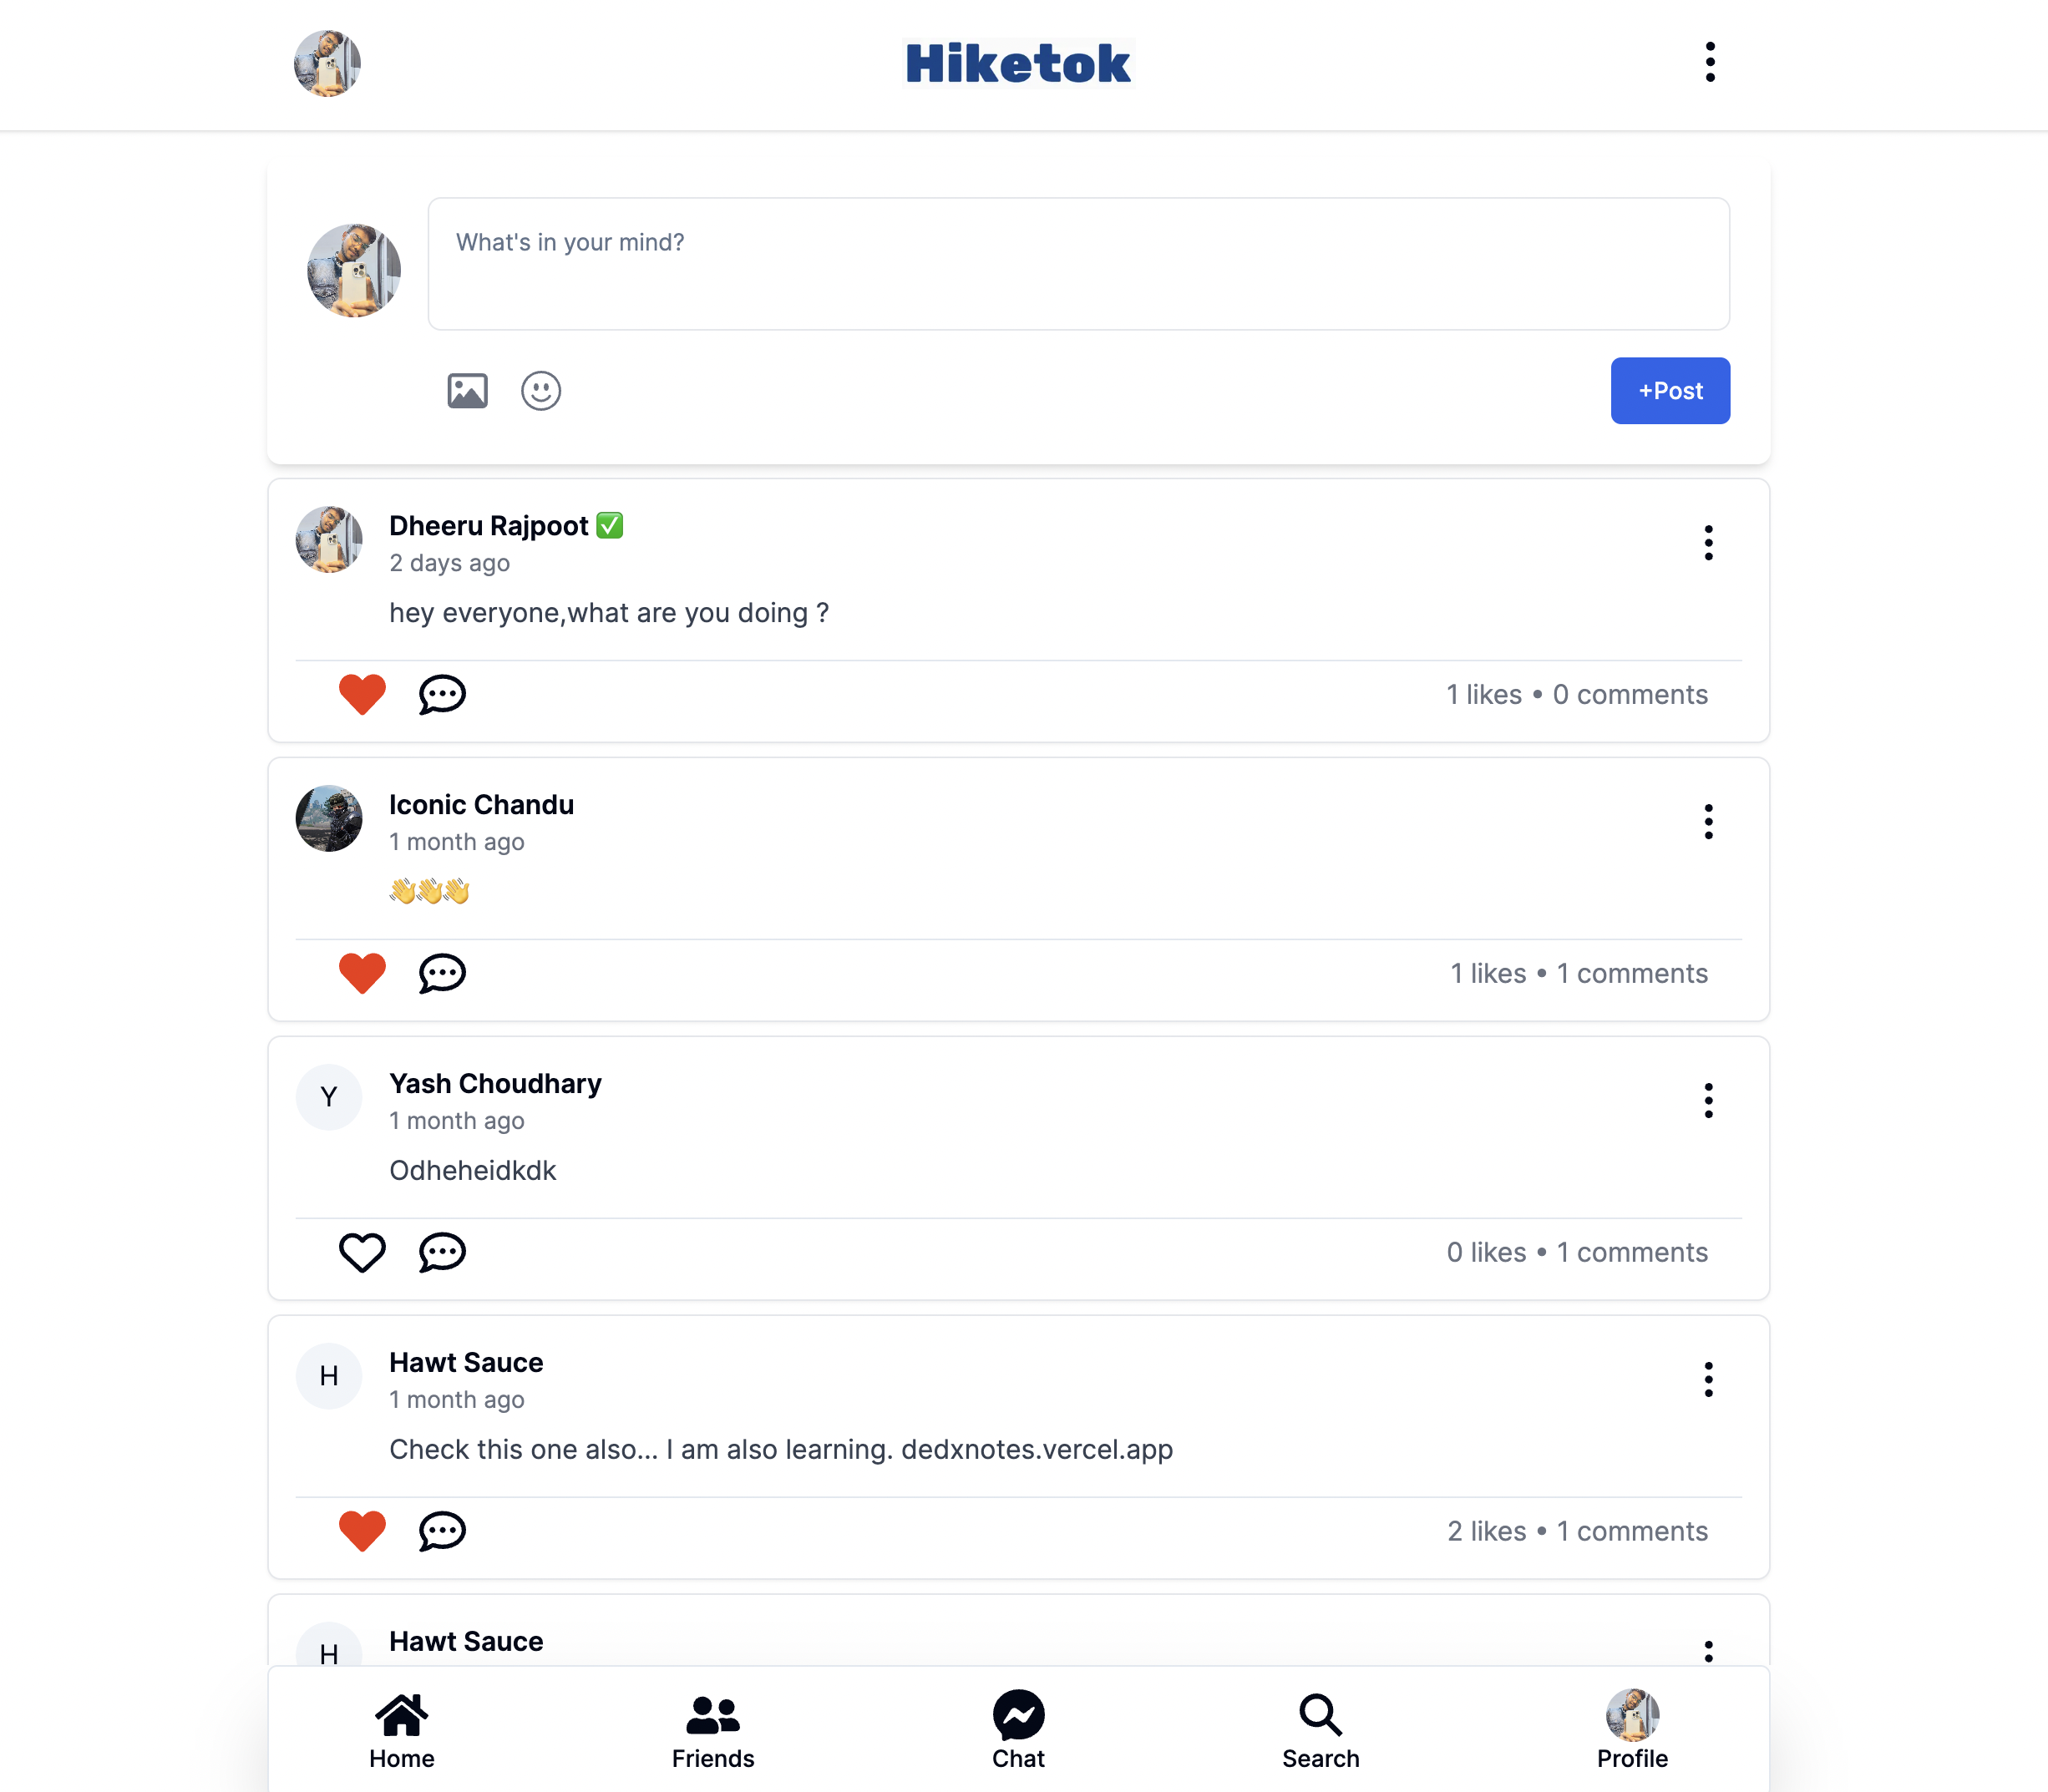 Hiketok
What's in your mind?
+Post
Dheeru Rajpoot ✅
2 days ago
hey everyone,what are you doing ?
1 likes • 0 comments
Iconic Chandu
1 month ago
👋👋👋
1 likes • 1 comments
Y
Yash Choudhary
1 month ago
Odheheidkdk
0 likes • 1 comments
H
Hawt Sauce
1 month ago
Check this one also... I am also learning. dedxnotes.vercel.app
2 likes • 1 comments
H
Hawt Sauce
Home
Friends
Chat
Search
Profile